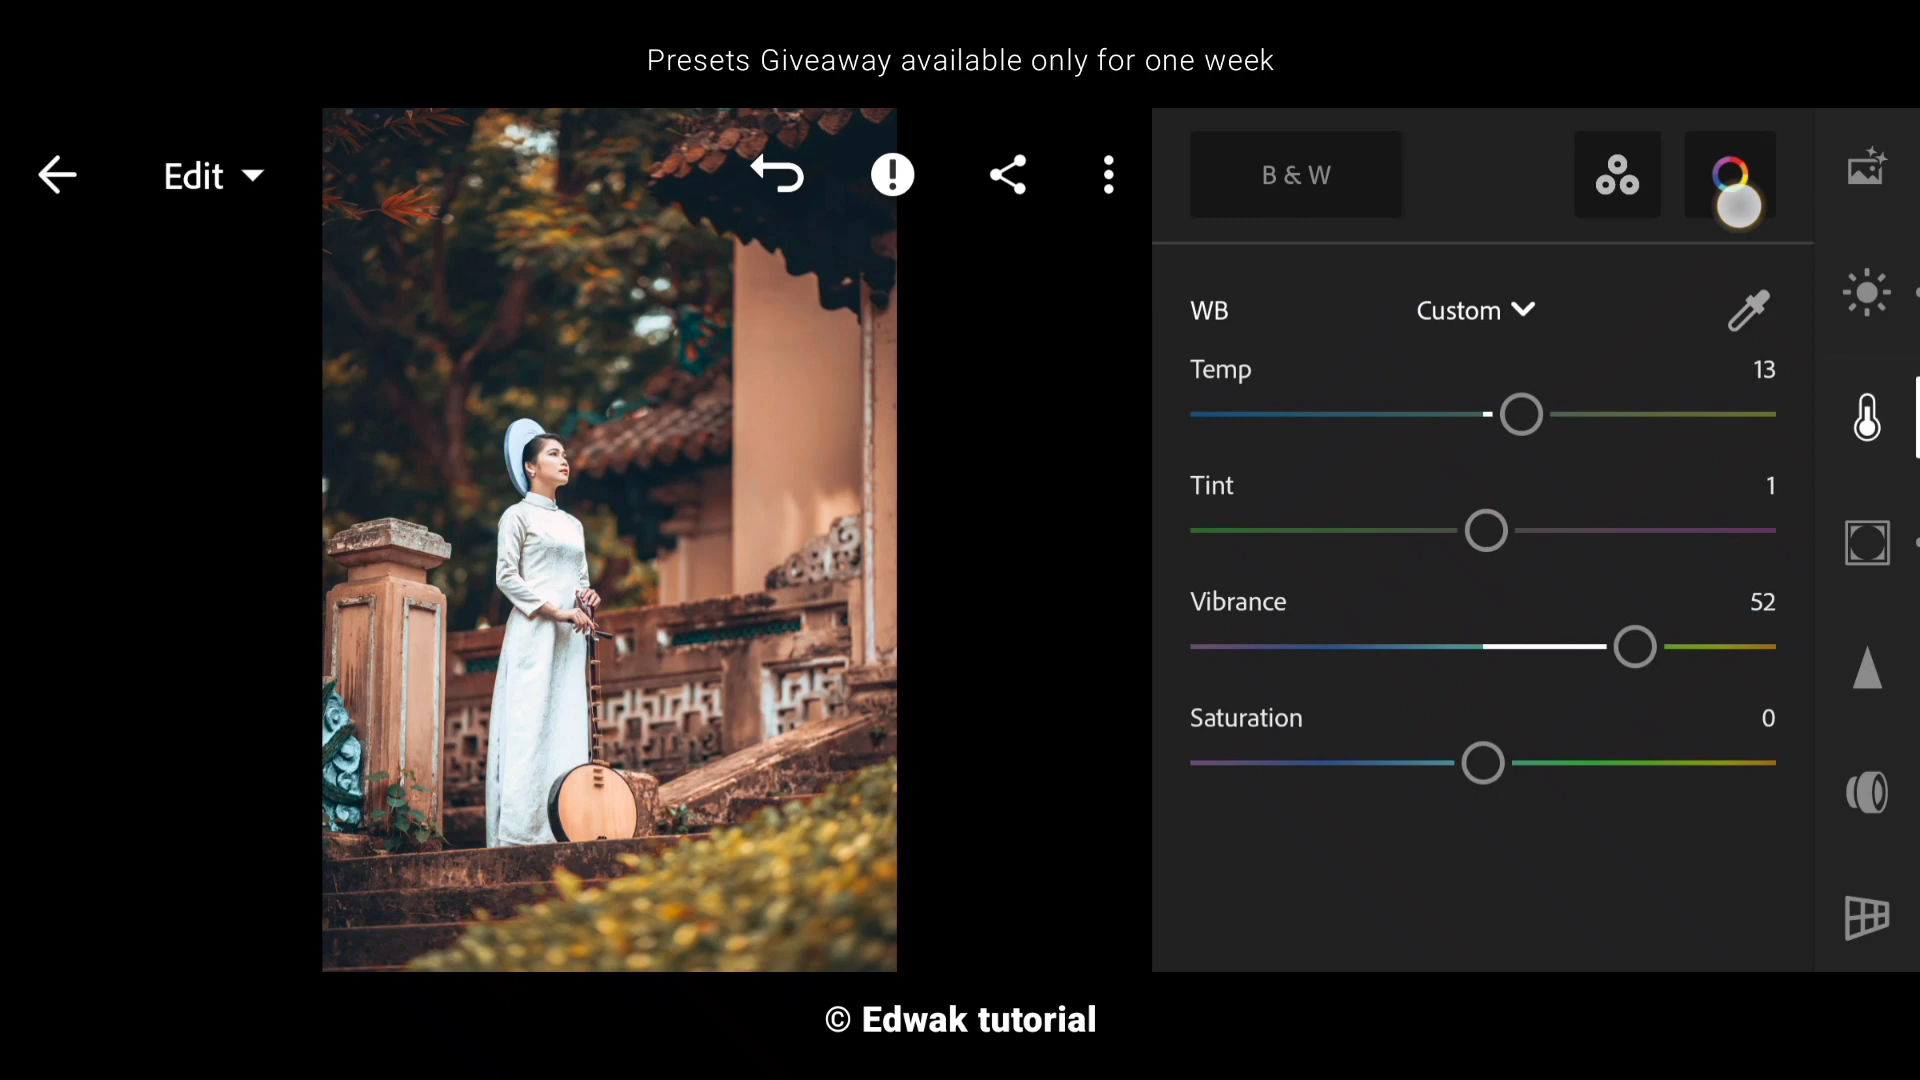 Presets Giveaway available only for one week
Edit
B & W
WB Custom
Temp 13
Tint 1
Vibrance 52
Saturation 0
© Edwak tutorial